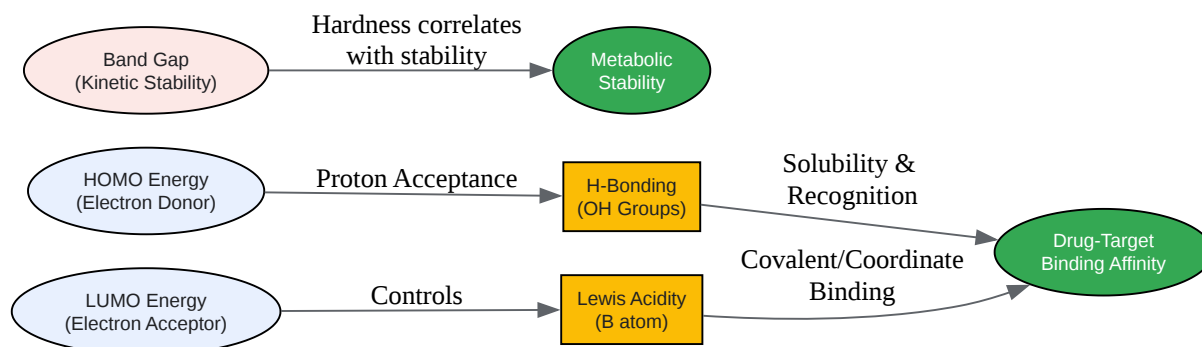 Hardness correlates
with stability
Band Gap
(Kinetic Stability)
Metabolic
Stability
HOMO Energy
(Electron Donor)
Proton Acceptance
H-Bonding
(OH Groups)
Solubility &
Recognition
Drug-Target
Binding Affinity
LUMO Energy
(Electron Acceptor)
Controls
Lewis Acidity
(B atom)
Covalent/Coordinate
Binding